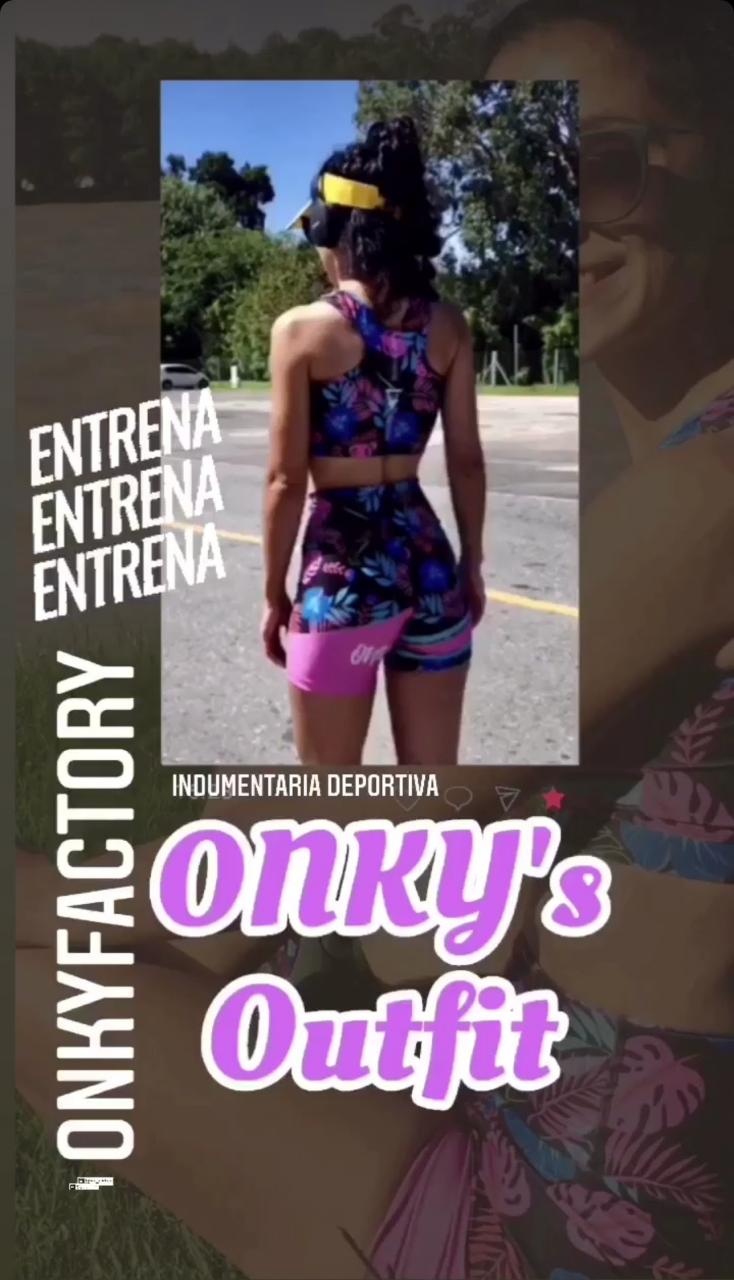 ENTRENA
ENTRENA
ENTRENA
ONKYFACTORY
INDUMENTARIA DEPORTIVA
ONKY's
Outfit